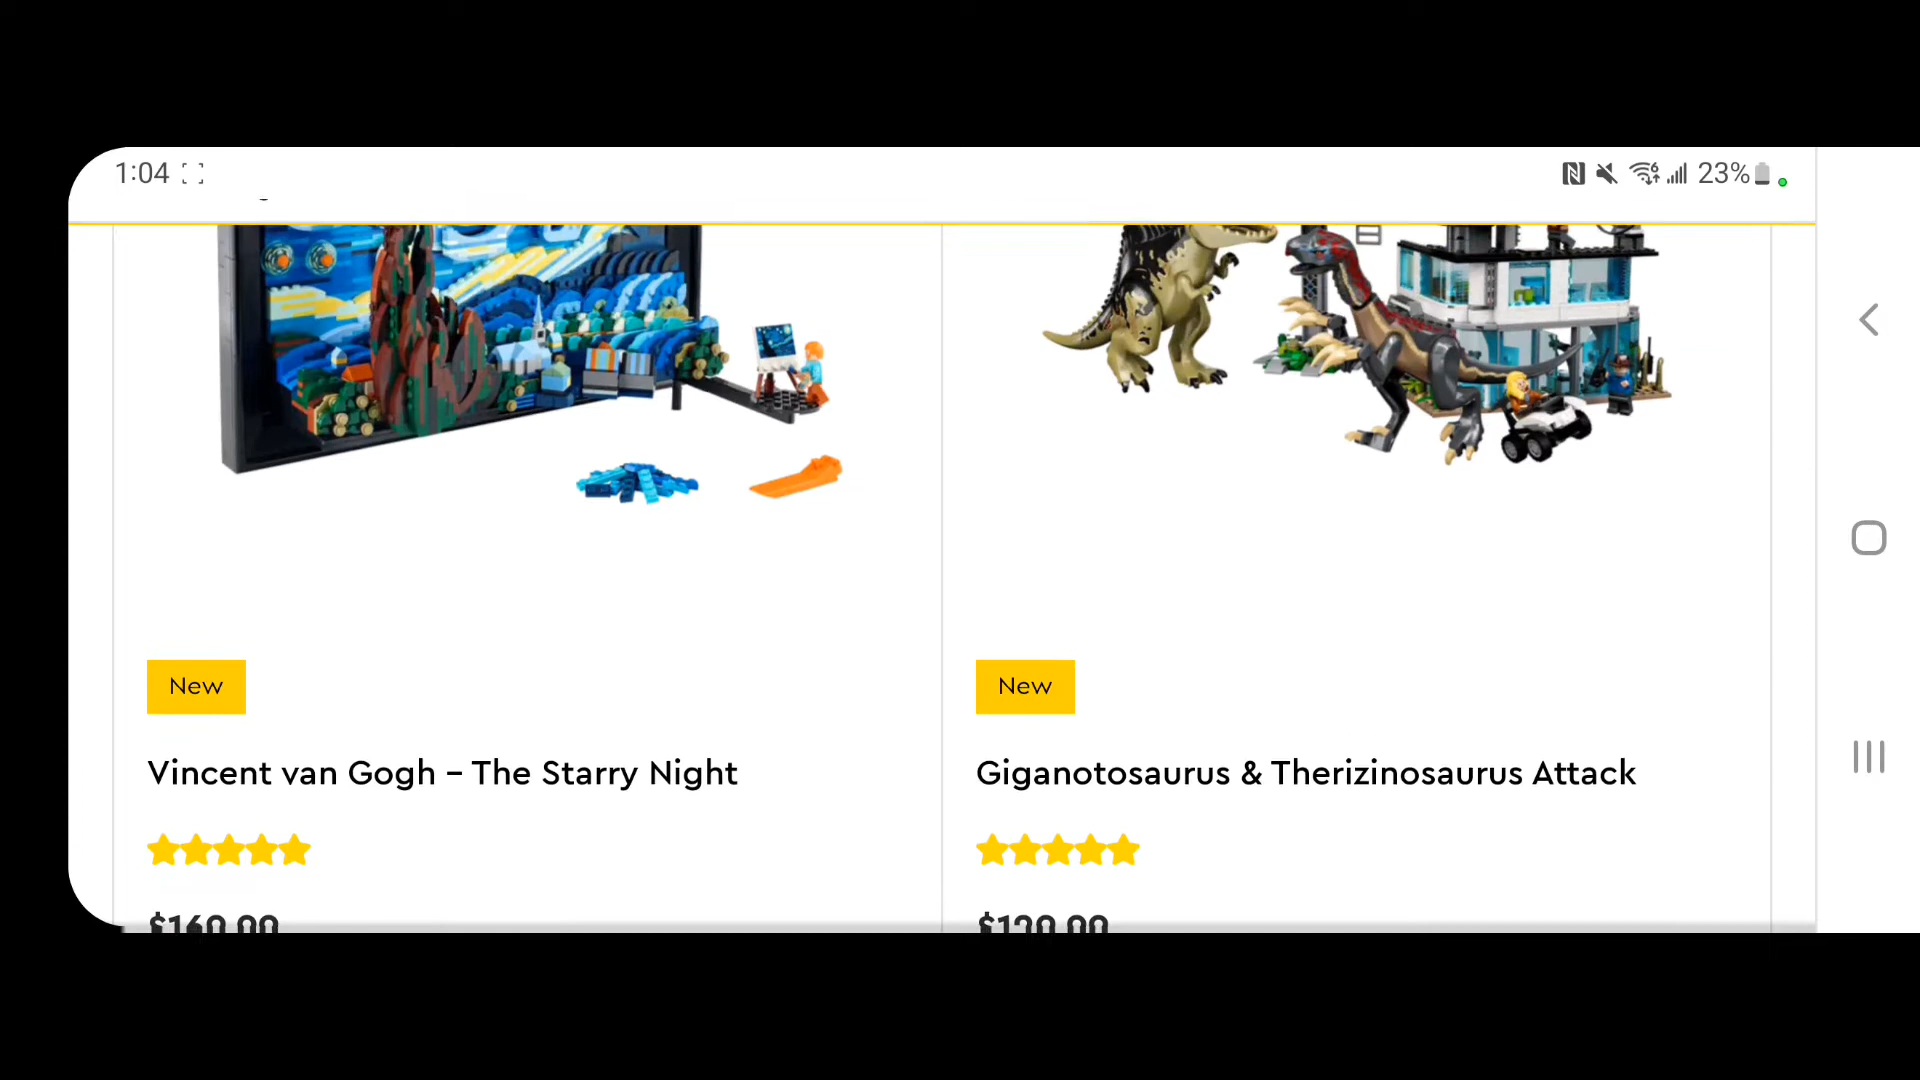 1:04
23%
New
New
Vincent van Gogh – The Starry Night
Giganotosaurus & Therizinosaurus Attack